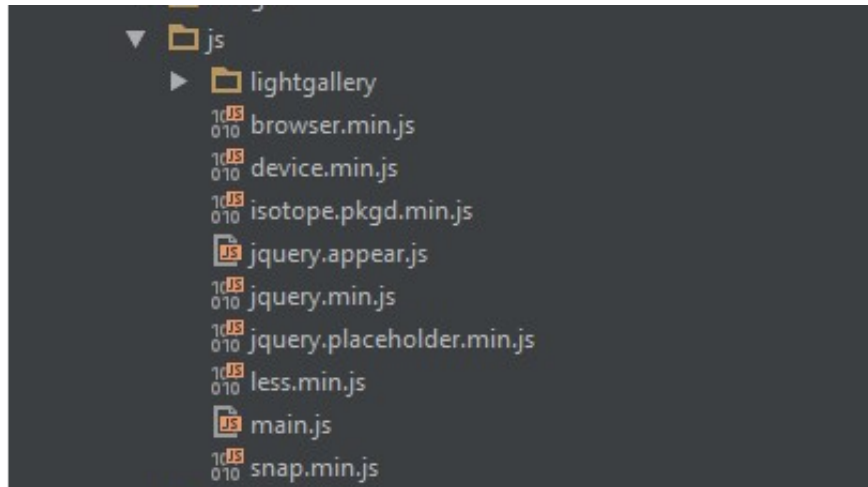 js
lightgallery
browser.min.js
device.min.js
isotope.pkgd.min.js
jquery.appear.js
jquery.min.js
jquery.placeholder.min.js
less.min.js
main.js
snap.min.js